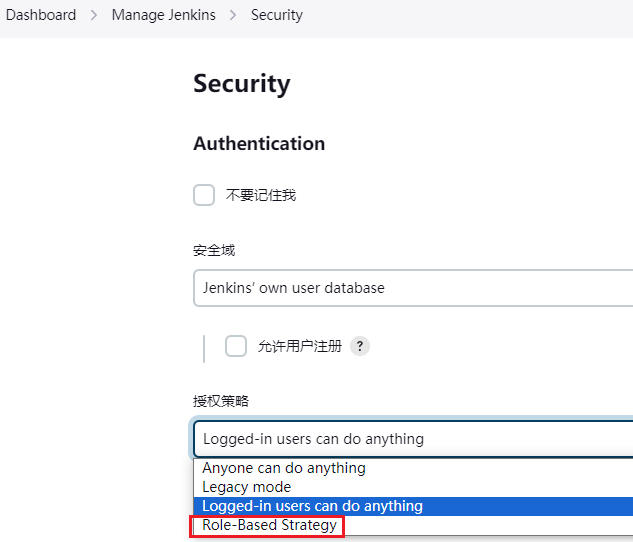 Dashboard > Manage Jenkins > Security
Security
Authentication
不要记住我
安全域
Jenkins’ own user database
允许用户注册 ?
授权策略
Logged-in users can do anything
Anyone can do anything
Legacy mode
Logged-in users can do anything
Role-Based Strategy